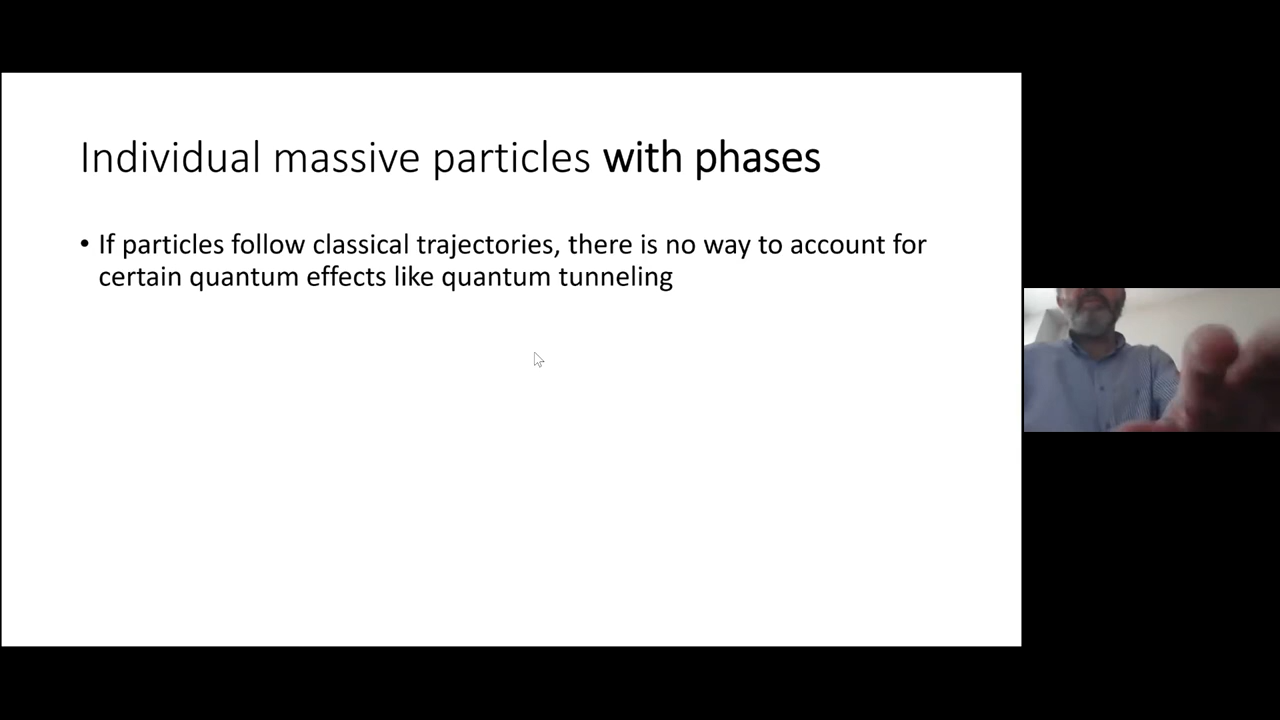 Individual massive particles with phases
• If particles follow classical trajectories, there is no way to account for
certain quantum effects like quantum tunneling